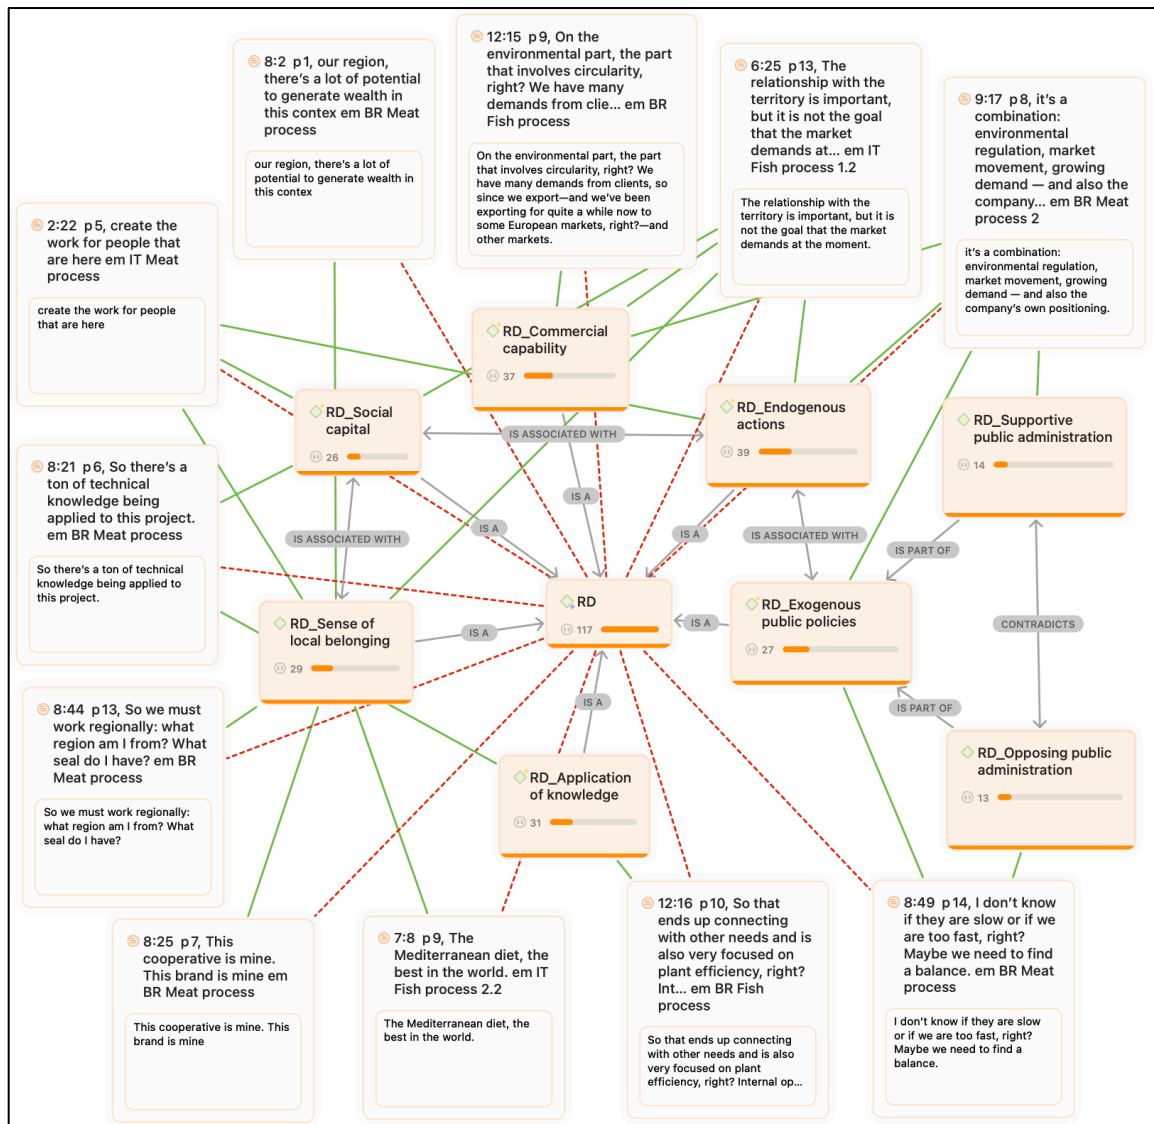 8:2 p1, our region,
there's a lot of potential
to generate wealth in
this contex em BR Meat
process
our region, there's a lot of
potential to generate wealth in
this contex
12:15 p9, On the
environmental part, the part
that involves circularity,
right? We have many
demands from clie... em BR
Fish process
On the environmental part, the part
that involves circularity, right? We
have many demands from clients, so
since we export—and we've been
exporting for quite a while now to
some European markets, right?—and
other markets.
6:25 p13, The
relationship with the
territory is important,
but it is not the goal
that the market
demands at... em IT
Fish process 1.2
The relationship with the
territory is important, but it is
not the goal that the market
demands at the moment.
9:17 p8, it's a
combination:
environmental
regulation, market
movement, growing
demand — and also the
company... em BR Meat
process 2
it's a combination:
environmental regulation,
market movement, growing
demand — and also the
company's own positioning.
2:22 p5, create the
work for people that
are here em IT Meat
process
create the work for people
that are here
RD_Commercial
capability
37
RD_Social
capital
26
IS ASSOCIATED WITH
RD_Endogenous
actions
39
RD_Supportive
public administration
14
8:21 p6, So there's a
ton of technical
knowledge being
applied to this project.
em BR Meat process
So there's a ton of technical
knowledge being applied to
this project.
IS A
IS A
IS A
IS ASSOCIATED WITH
IS ASSOCIATED WITH
IS PART OF
RD
117
RD_Sense of
local belonging
29
IS A
IS A
RD_Exogenous
public policies
27
CONTRADICTS
8:44 p13, So we must
work regionally: what
region am I from? What
seal do I have? em BR
Meat process
So we must work regionally:
what region am I from? What
seal do I have?
IS A
IS PART OF
RD_Application
of knowledge
31
RD_Opposing public
administration
13
8:25 p7, This
cooperative is mine.
This brand is mine em
BR Meat process
This cooperative is mine. This
brand is mine
7:8 p9, The
Mediterranean diet, the
best in the world. em IT
Fish process 2.2
The Mediterranean diet, the
best in the world.
12:16 p10, So that
ends up connecting
with other needs and is
also very focused on
plant efficiency, right?
Int... em BR Fish
process
So that ends up connecting
with other needs and is also
very focused on plant
efficiency, right? Internal op...
8:49 p14, I don't know
if they are slow or if we
are too fast, right?
Maybe we need to find
a balance. em BR Meat
process
I don't know if they are slow
or if we are too fast, right?
Maybe we need to find a
balance.